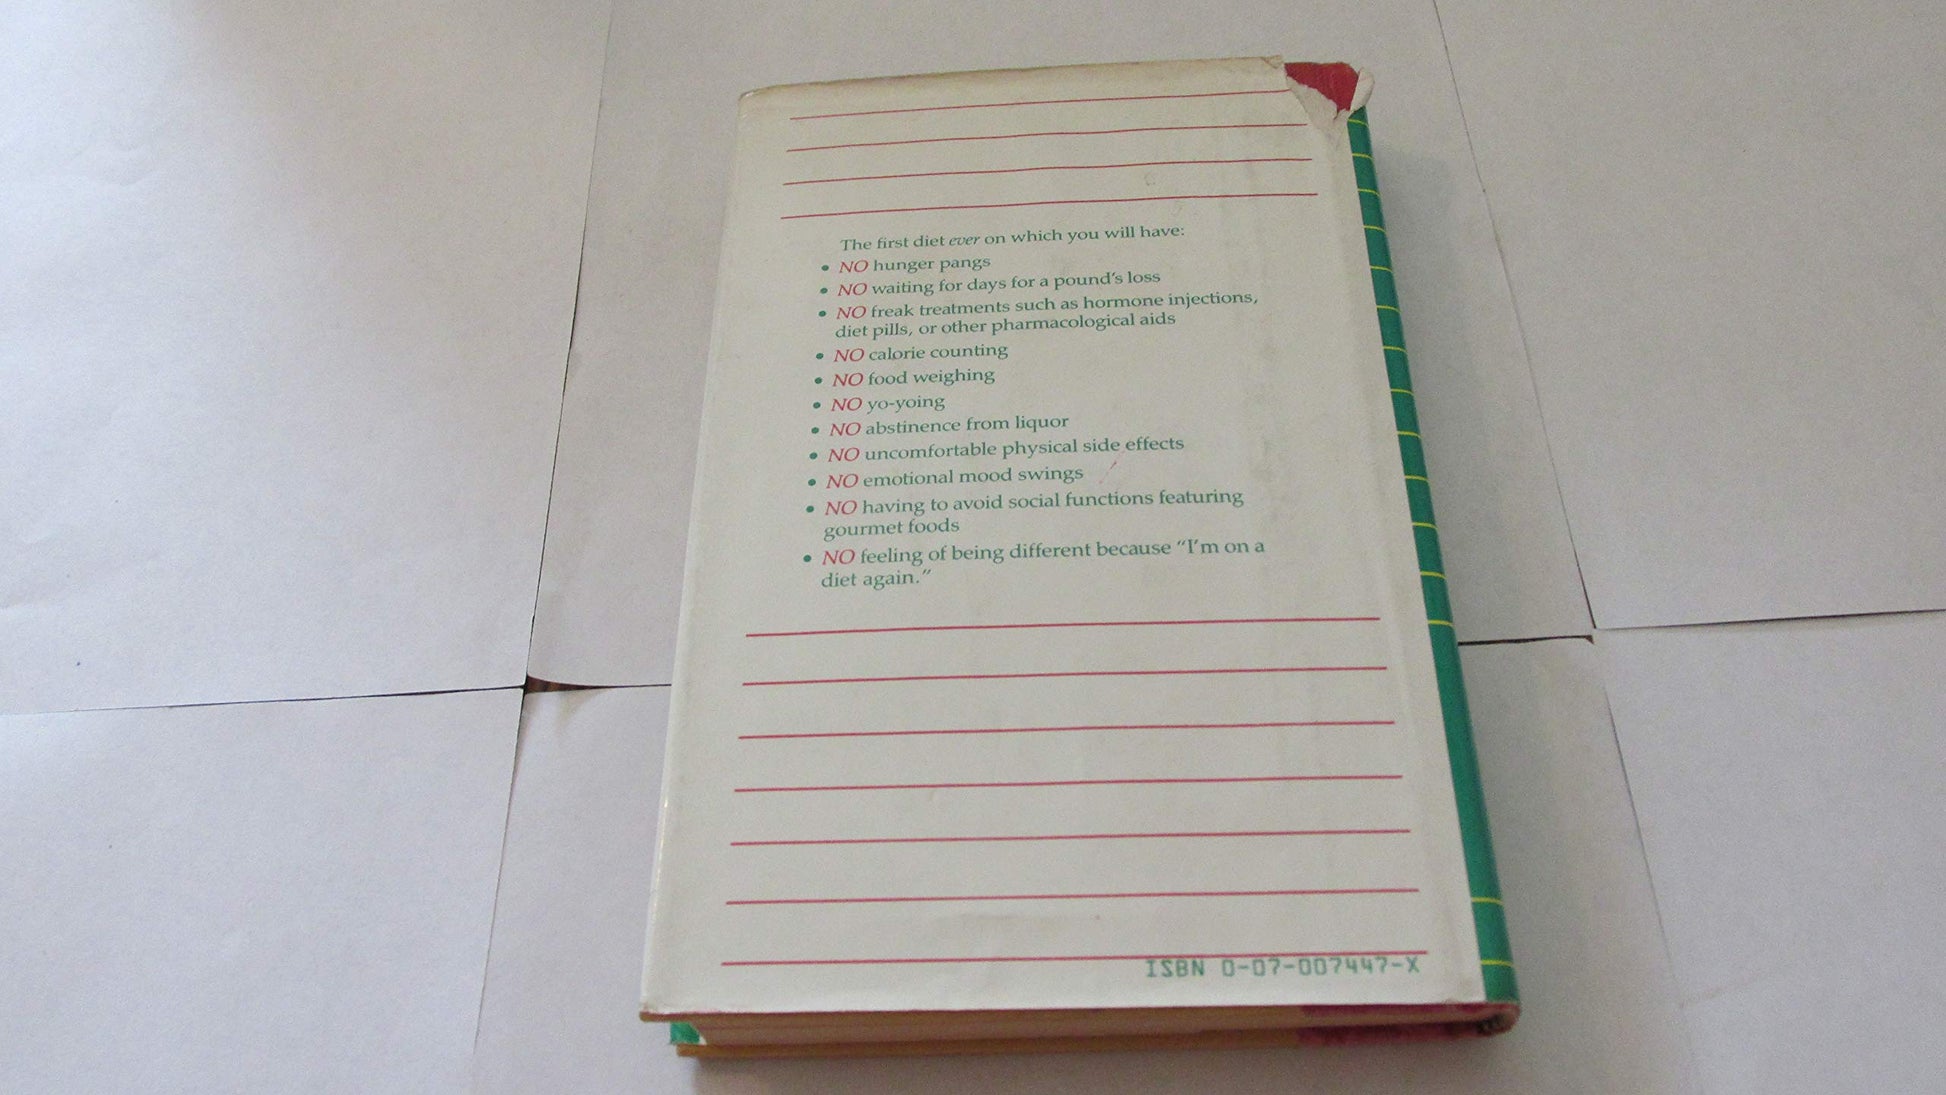 The first diet ever on which you will have:
• NO hunger pangs
• NO waiting for days for a pound's loss
• NO freak treatments such as hormone injections,
diet pills, or other pharmacological aids
• NO calorie counting
• NO food weighing
• NO yo-yoing
• NO abstinence from liquor
• NO uncomfortable physical side effects
• NO emotional mood swings
• NO having to avoid social functions featuring
gourmet foods
• NO feeling of being different because “I’m on a
diet again.”
ISBN 0-07-007447-X